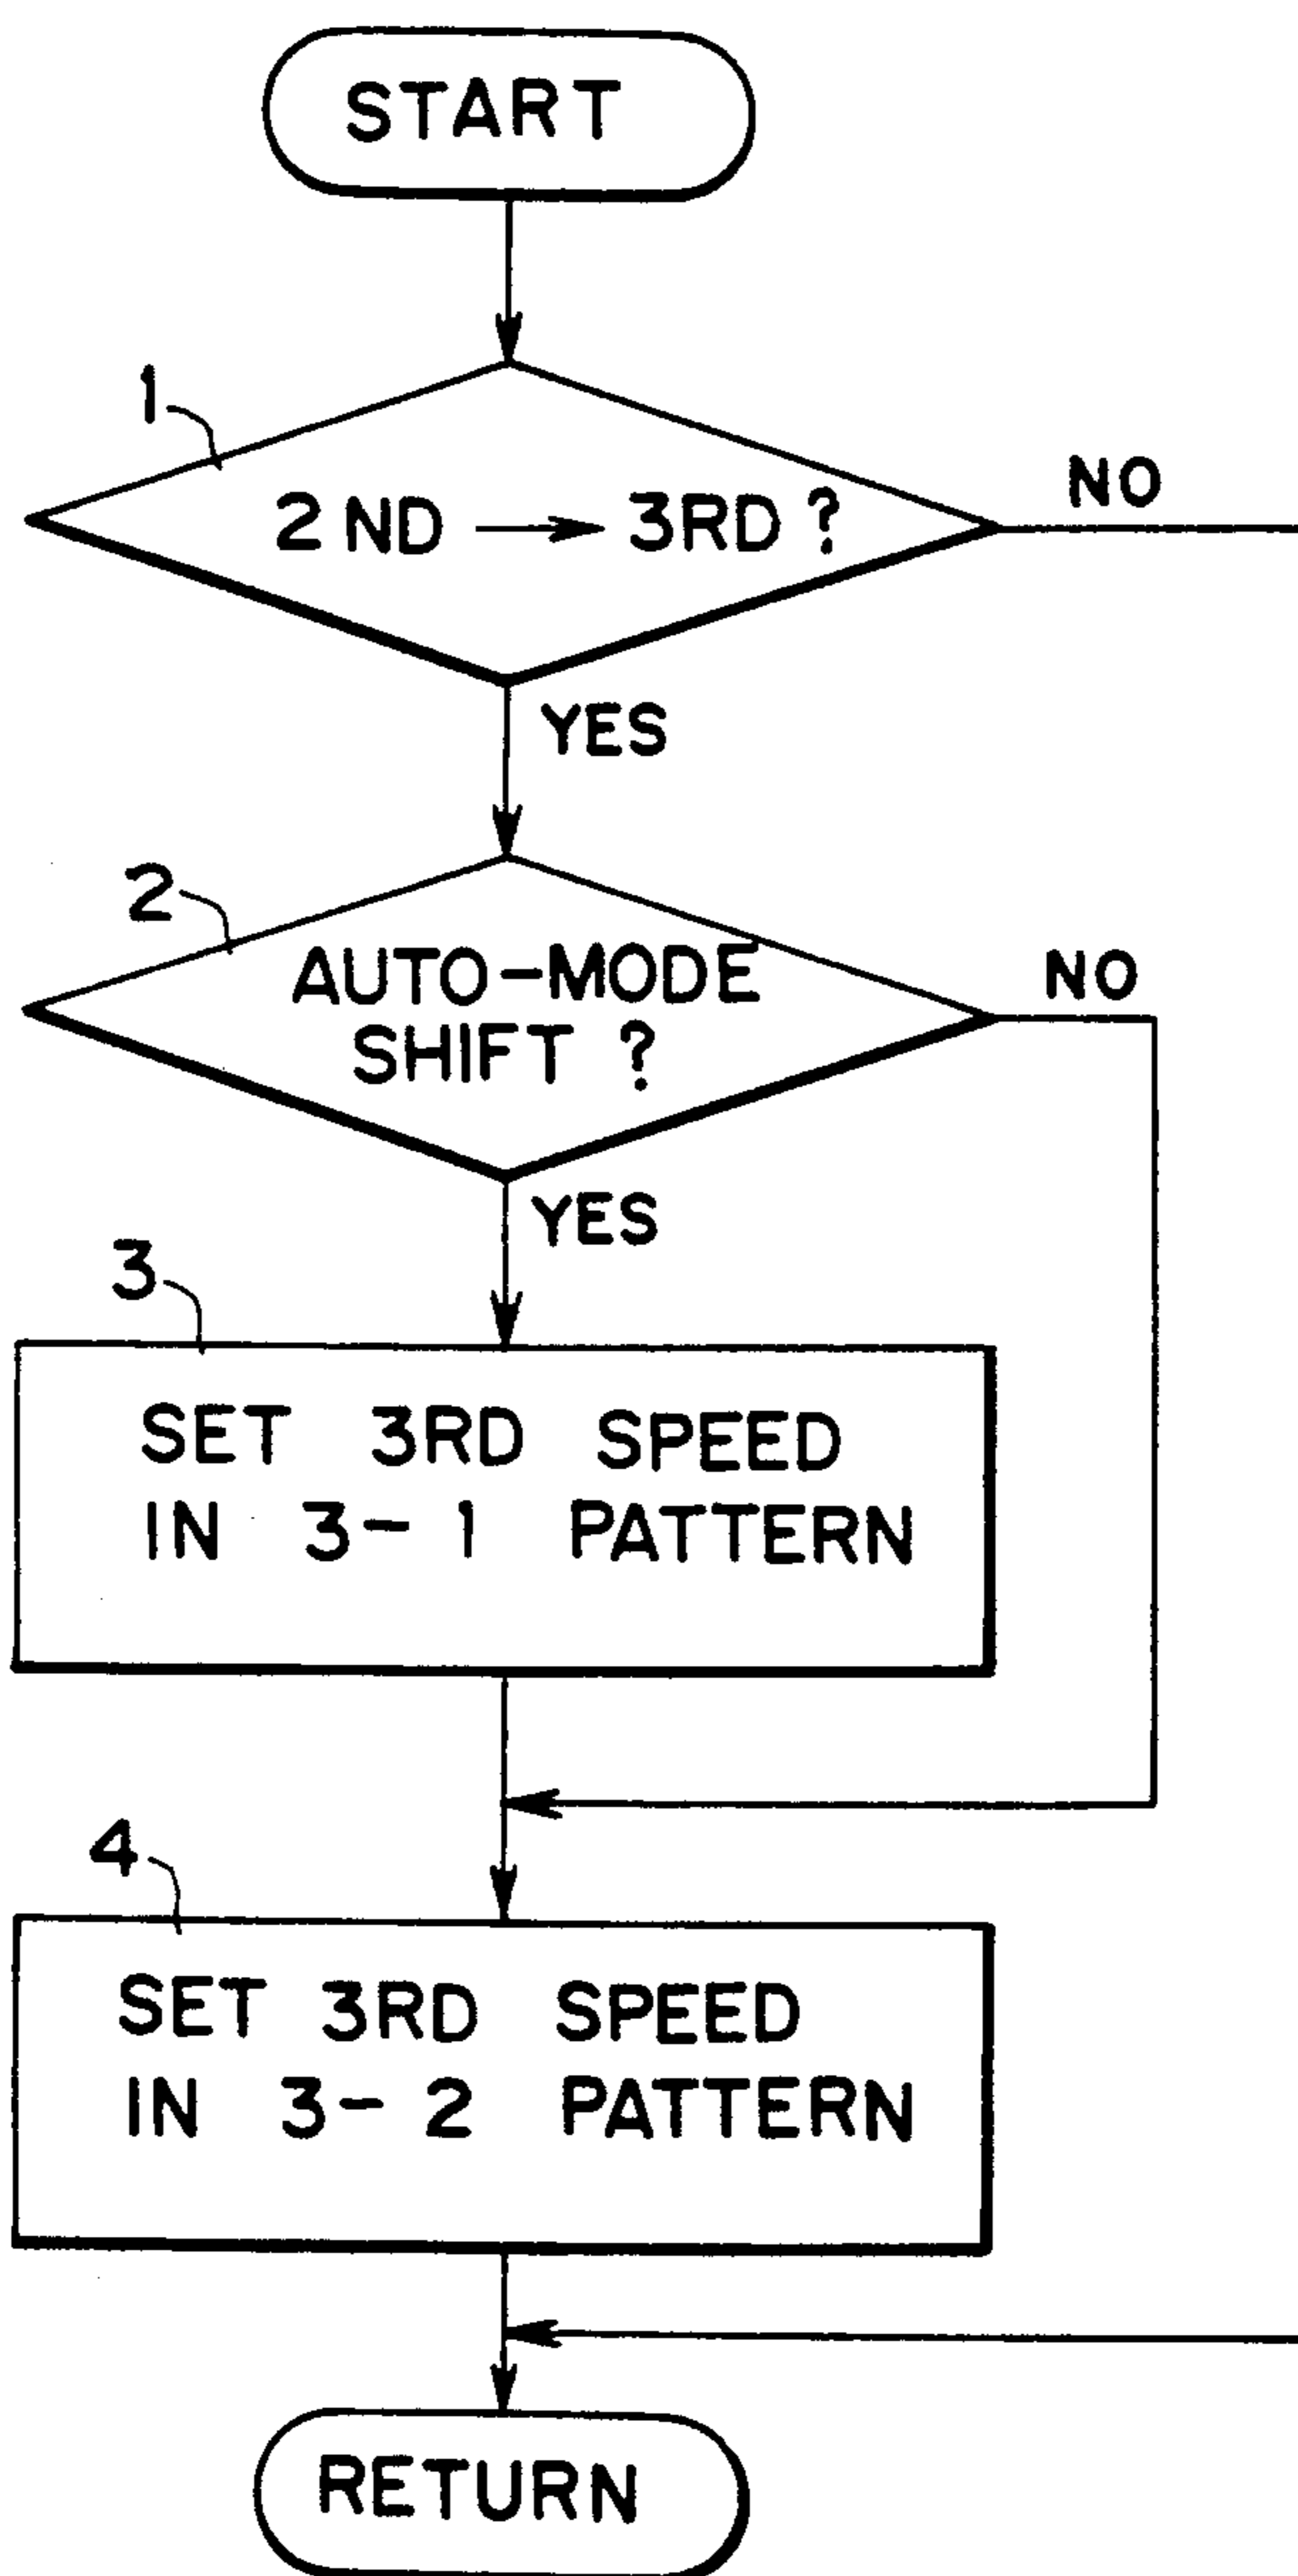 START
1
NO
2ND → 3RD ?
YES
2
NO
AUTO-MODE
SHIFT ?
YES
3
SET 3RD SPEED
IN 3-1 PATTERN
4
SET 3RD SPEED
IN 3-2 PATTERN
RETURN